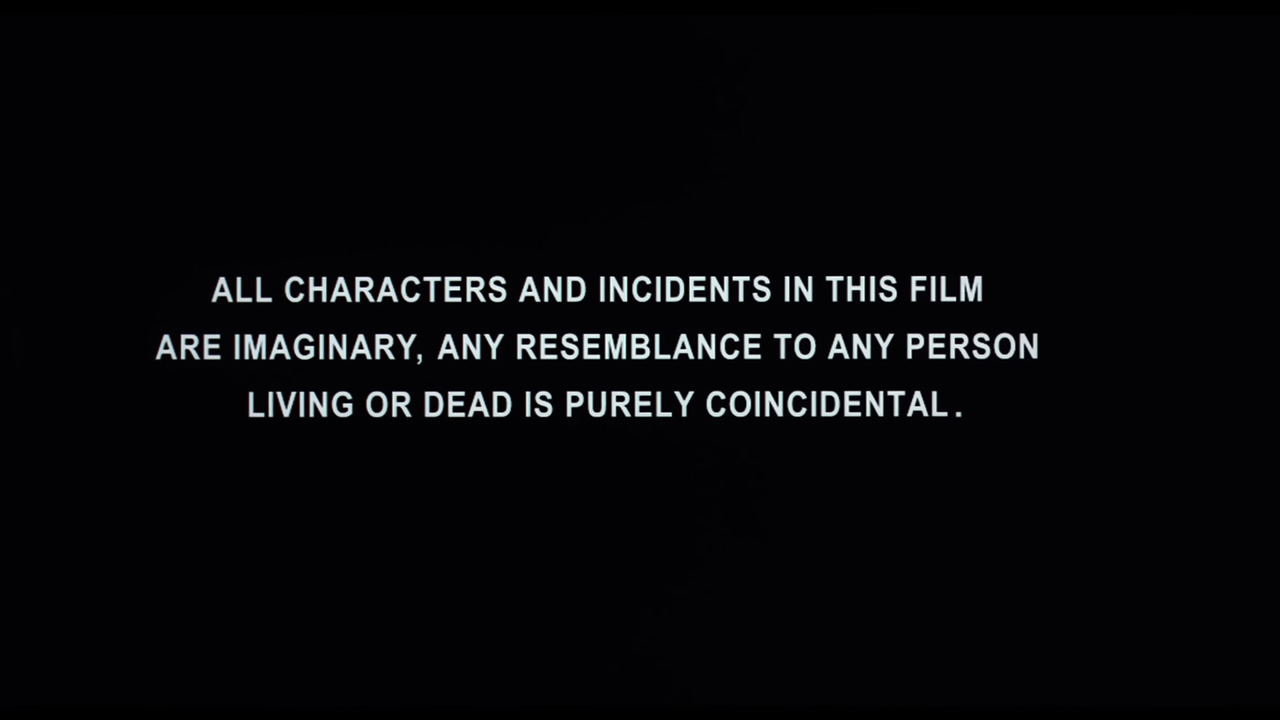 ALL CHARACTERS AND INCIDENTS IN THIS FILM
ARE IMAGINARY, ANY RESEMBLANCE TO ANY PERSON
LIVING OR DEAD IS PURELY COINCIDENTAL.